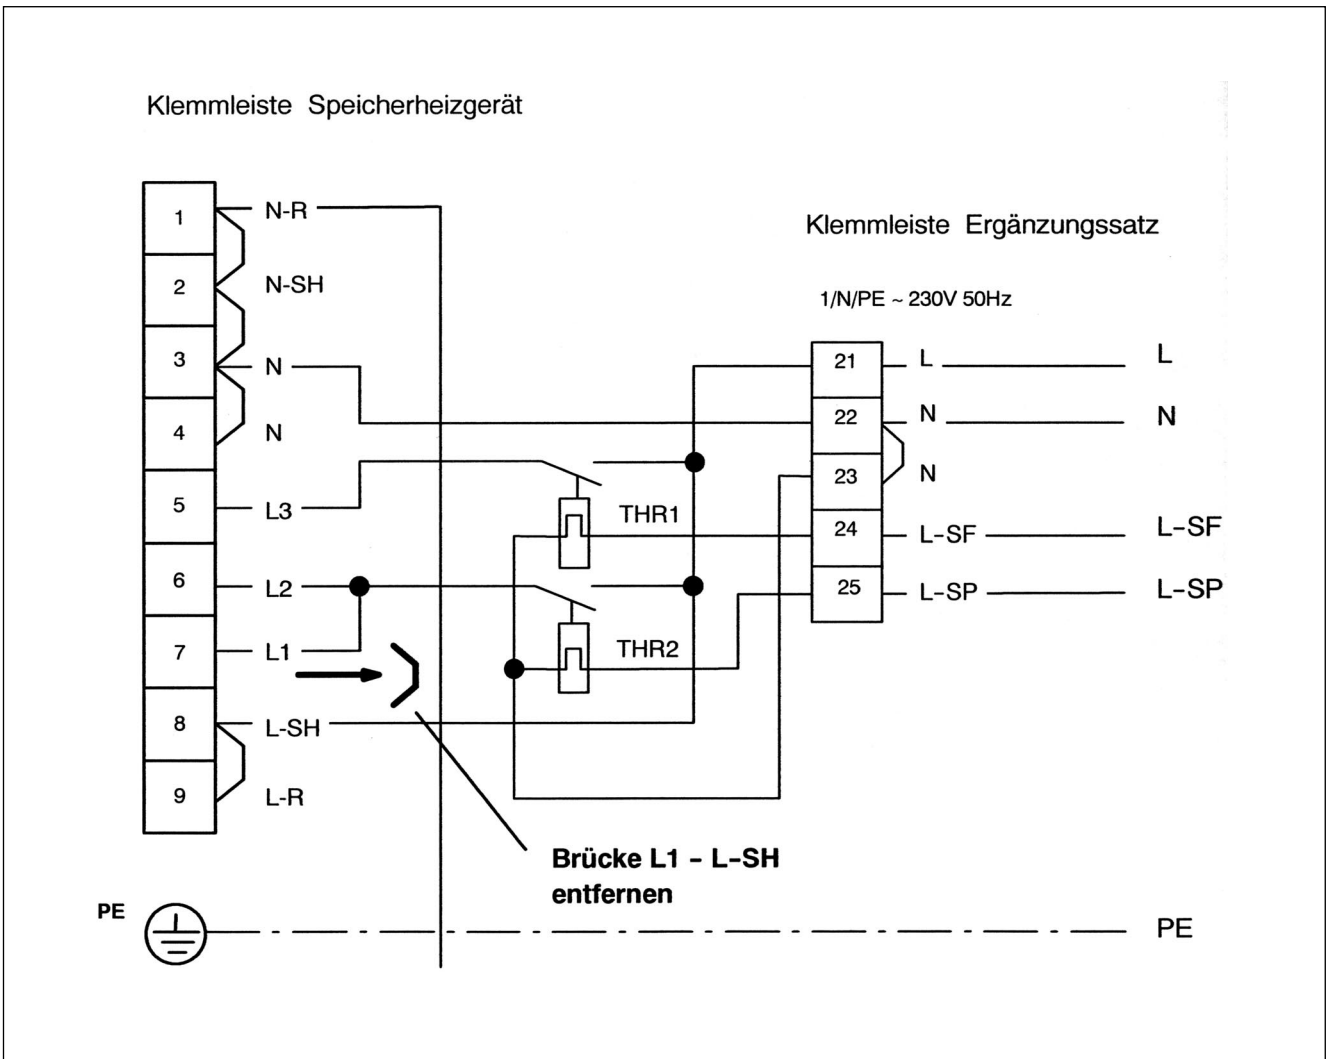 Klemmleiste Speicherheizgerät
Klemmleiste Ergänzungssatz
1/N/PE ~ 230V 50Hz
1 N-R
2 N-SH
3 N
4 N
5 L3
6 L2
7 L1
8 L-SH
9 L-R
21 L L
22 N N
23 N
24 L-SF L-SF
25 L-SP L-SP
THR1
THR2
Brücke L1 - L-SH
entfernen
PE PE